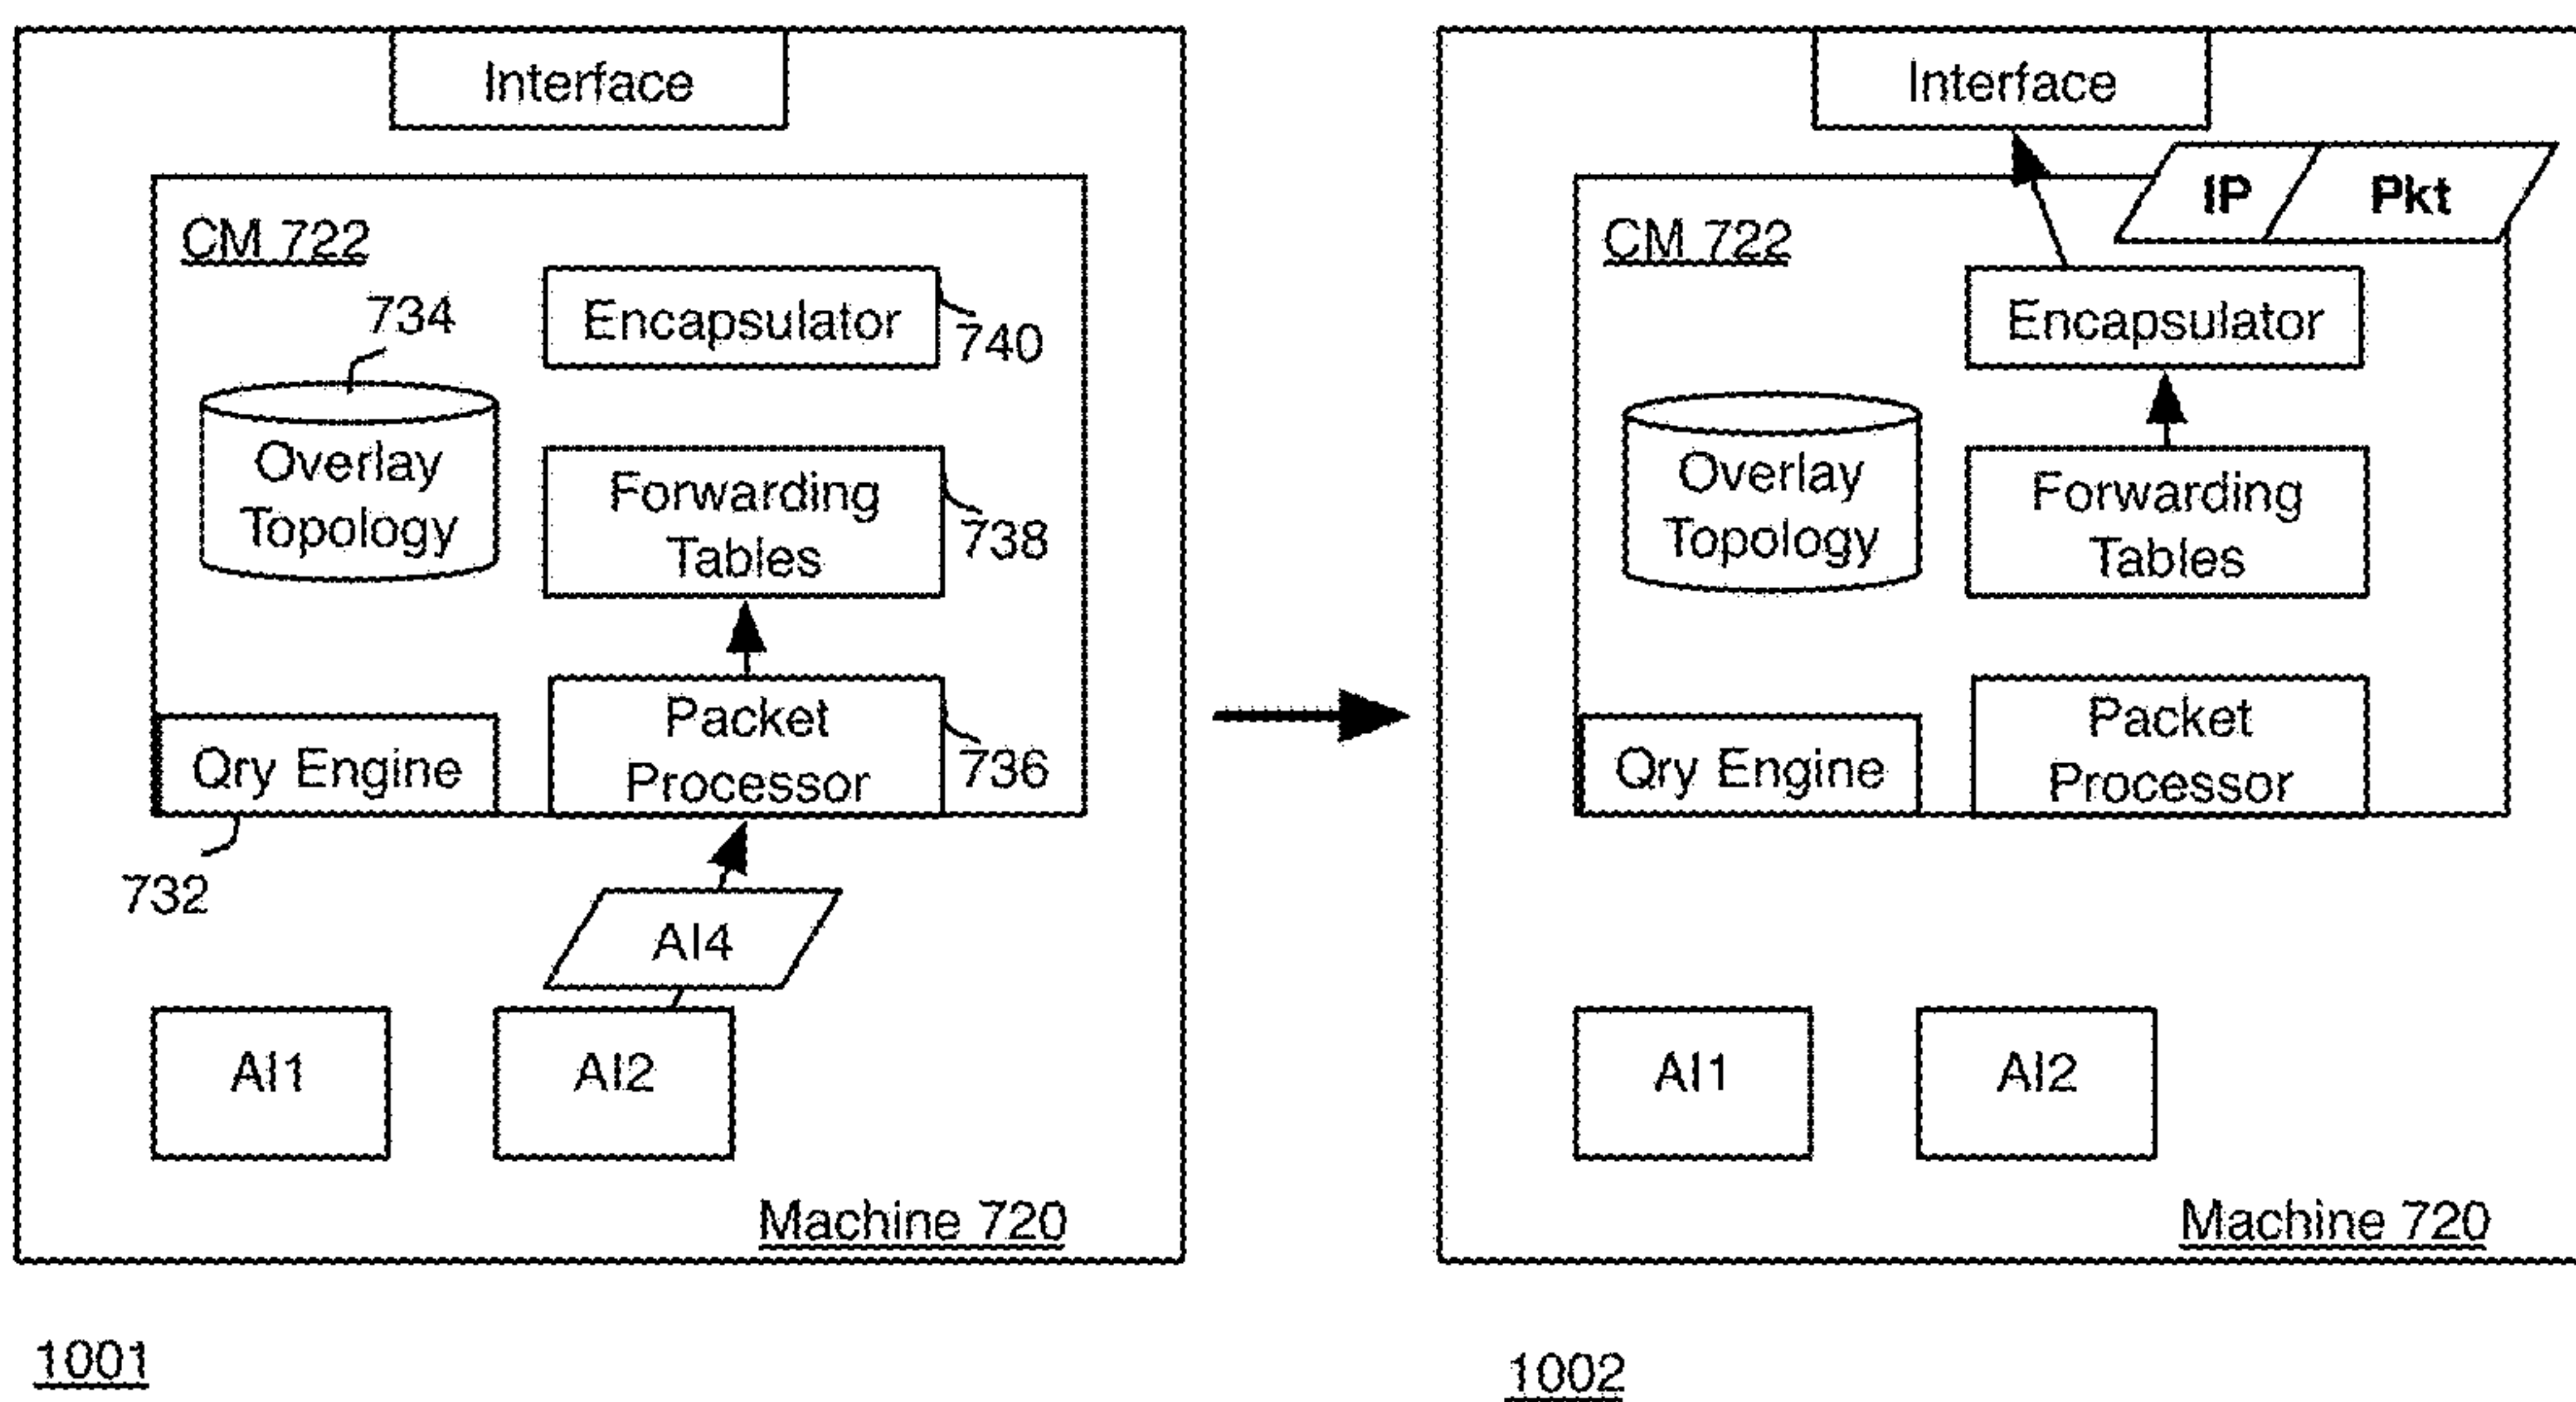 Interface
CM 722
734
Encapsulator
740
Overlay
Topology
Forwarding
Tables
738
Packet
Processor
736
Qry Engine
732
AI4
AI1
AI2
Machine 720
1001
Interface
IP
Pkt
CM 722
Encapsulator
Overlay
Topology
Forwarding
Tables
Packet
Processor
Qry Engine
AI1
AI2
Machine 720
1002